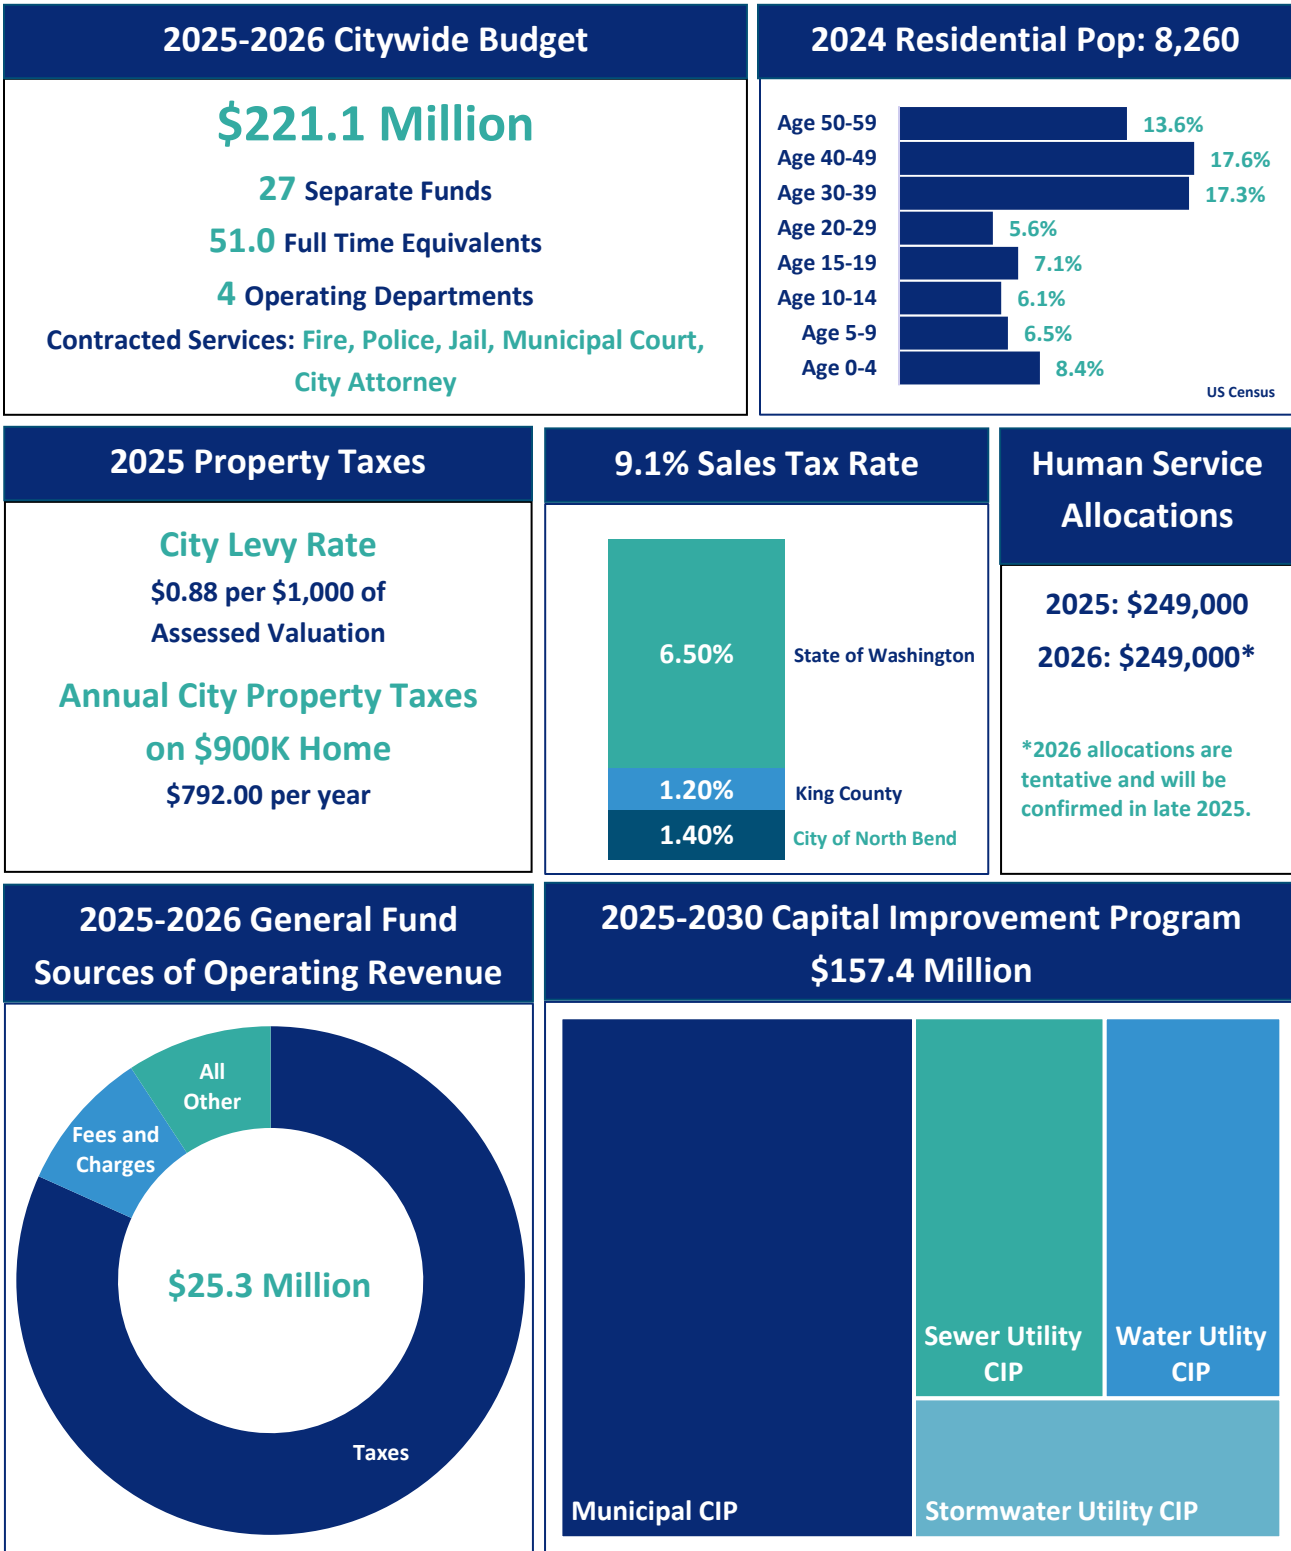 2025-2026 Citywide Budget
$221.1 Million
27 Separate Funds
51.0 Full Time Equivalents
4 Operating Departments
Contracted Services: Fire, Police, Jail, Municipal Court,
City Attorney
2024 Residential Pop: 8,260
Age 50-59 13.6%
Age 40-49 17.6%
Age 30-39 17.3%
Age 20-29 5.6%
Age 15-19 7.1%
Age 10-14 6.1%
Age 5-9 6.5%
Age 0-4 8.4%
US Census
2025 Property Taxes
City Levy Rate
$0.88 per $1,000 of
Assessed Valuation
Annual City Property Taxes
on $900K Home
$792.00 per year
9.1% Sales Tax Rate
6.50% State of Washington
1.20% King County
1.40% City of North Bend
Human Service
Allocations
2025: $249,000
2026: $249,000*
*2026 allocations are
tentative and will be
confirmed in late 2025.
2025-2026 General Fund
Sources of Operating Revenue
All
Other
Fees and
Charges
$25.3 Million
Taxes
2025-2030 Capital Improvement Program
$157.4 Million
Sewer Utility
CIP
Water Utlity
CIP
Municipal CIP
Stormwater Utility CIP